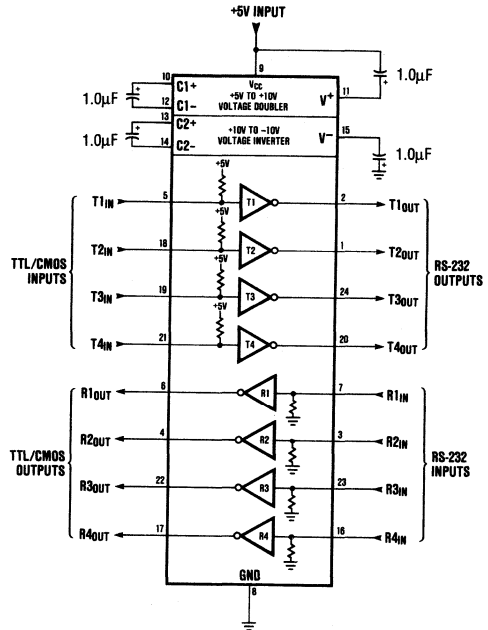 +5V INPUT
10 C1+ 9 VCC
1.0µF +5V TO +10V V+ 11 1.0µF
12 C1- VOLTAGE DOUBLER
13 C2+
1.0µF +10V TO -10V V- 15 1.0µF
14 C2- VOLTAGE INVERTER
+5V
T1IN 5 T1 2 T1OUT
+5V
T2IN 18 T2 1 T2OUT
TTL/CMOS INPUTS RS-232 OUTPUTS
+5V
T3IN 19 T3 24 T3OUT
+5V
T4IN 21 T4 20 T4OUT
R1OUT 6 R1 7 R1IN
R2OUT 4 R2 3 R2IN
TTL/CMOS OUTPUTS RS-232 INPUTS
R3OUT 22 R3 23 R3IN
R4OUT 17 R4 16 R4IN
GND
8